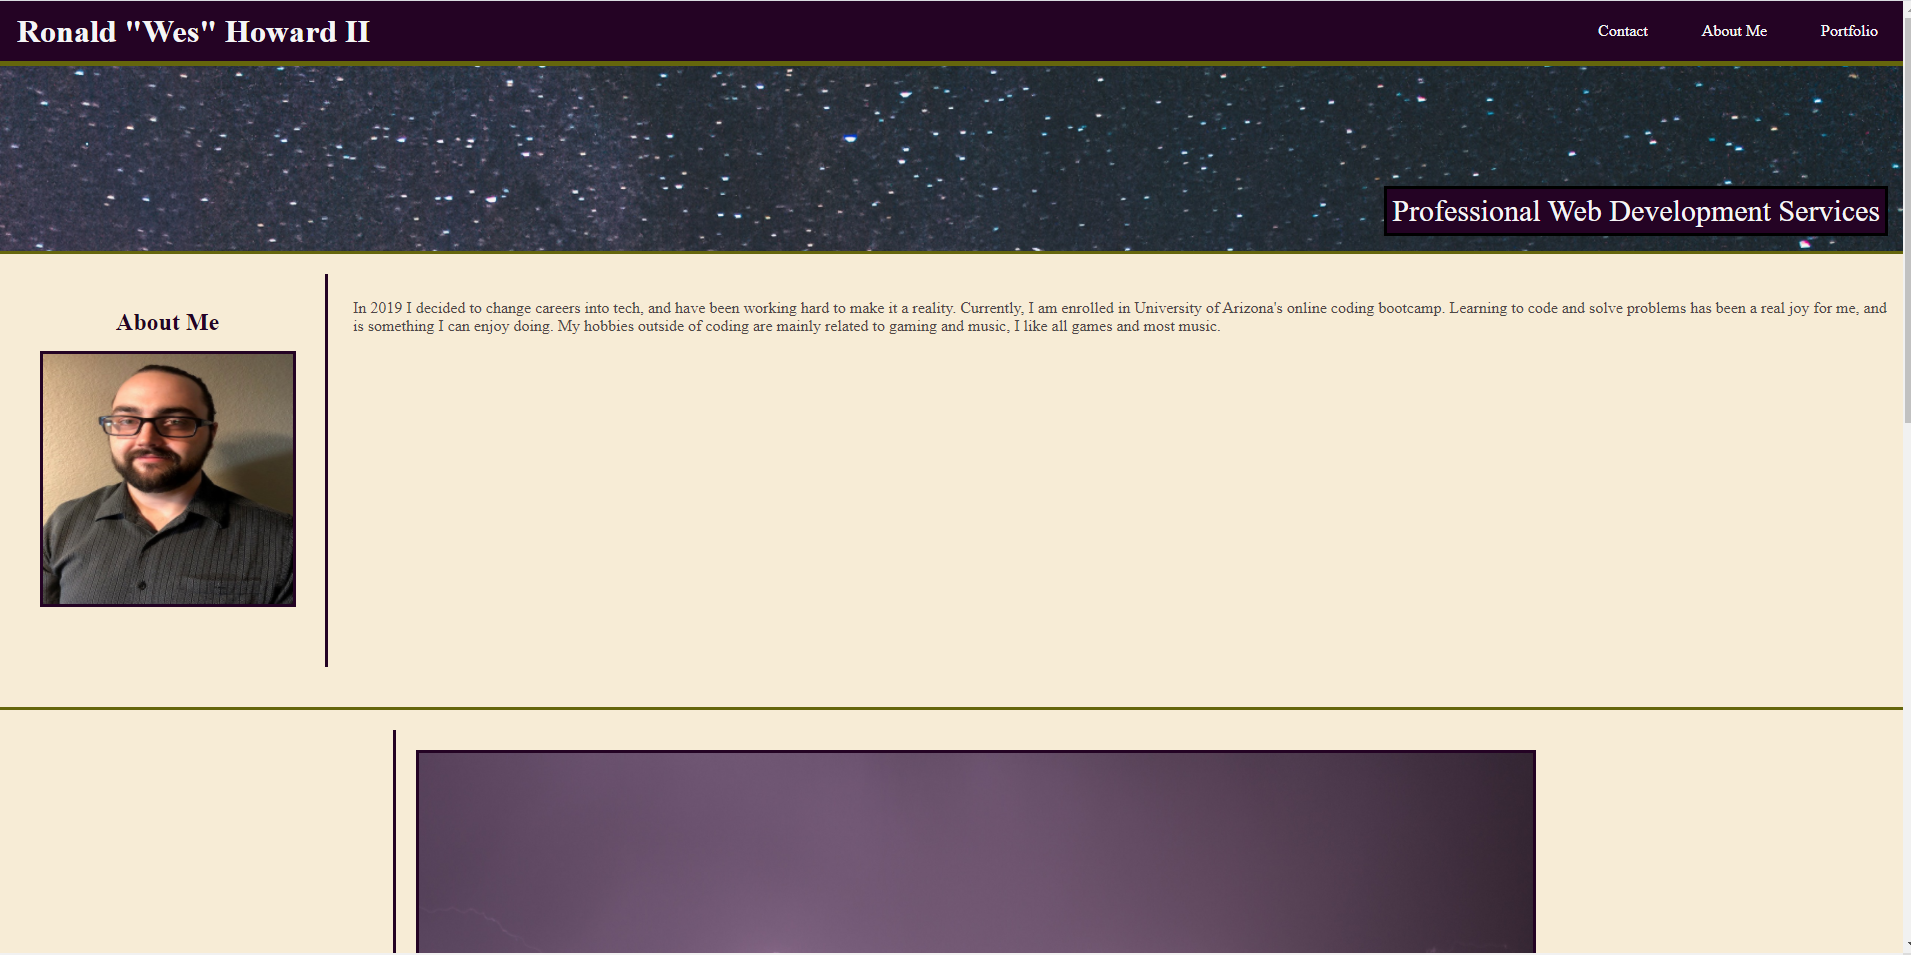 Ronald "Wes" Howard II
Contact
About Me
Portfolio
Professional Web Development Services
About Me
In 2019 I decided to change careers into tech, and have been working hard to make it a reality. Currently, I am enrolled in University of Arizona's online coding bootcamp. Learning to code and solve problems has been a real joy for me, and
is something I can enjoy doing. My hobbies outside of coding are mainly related to gaming and music, I like all games and most music.